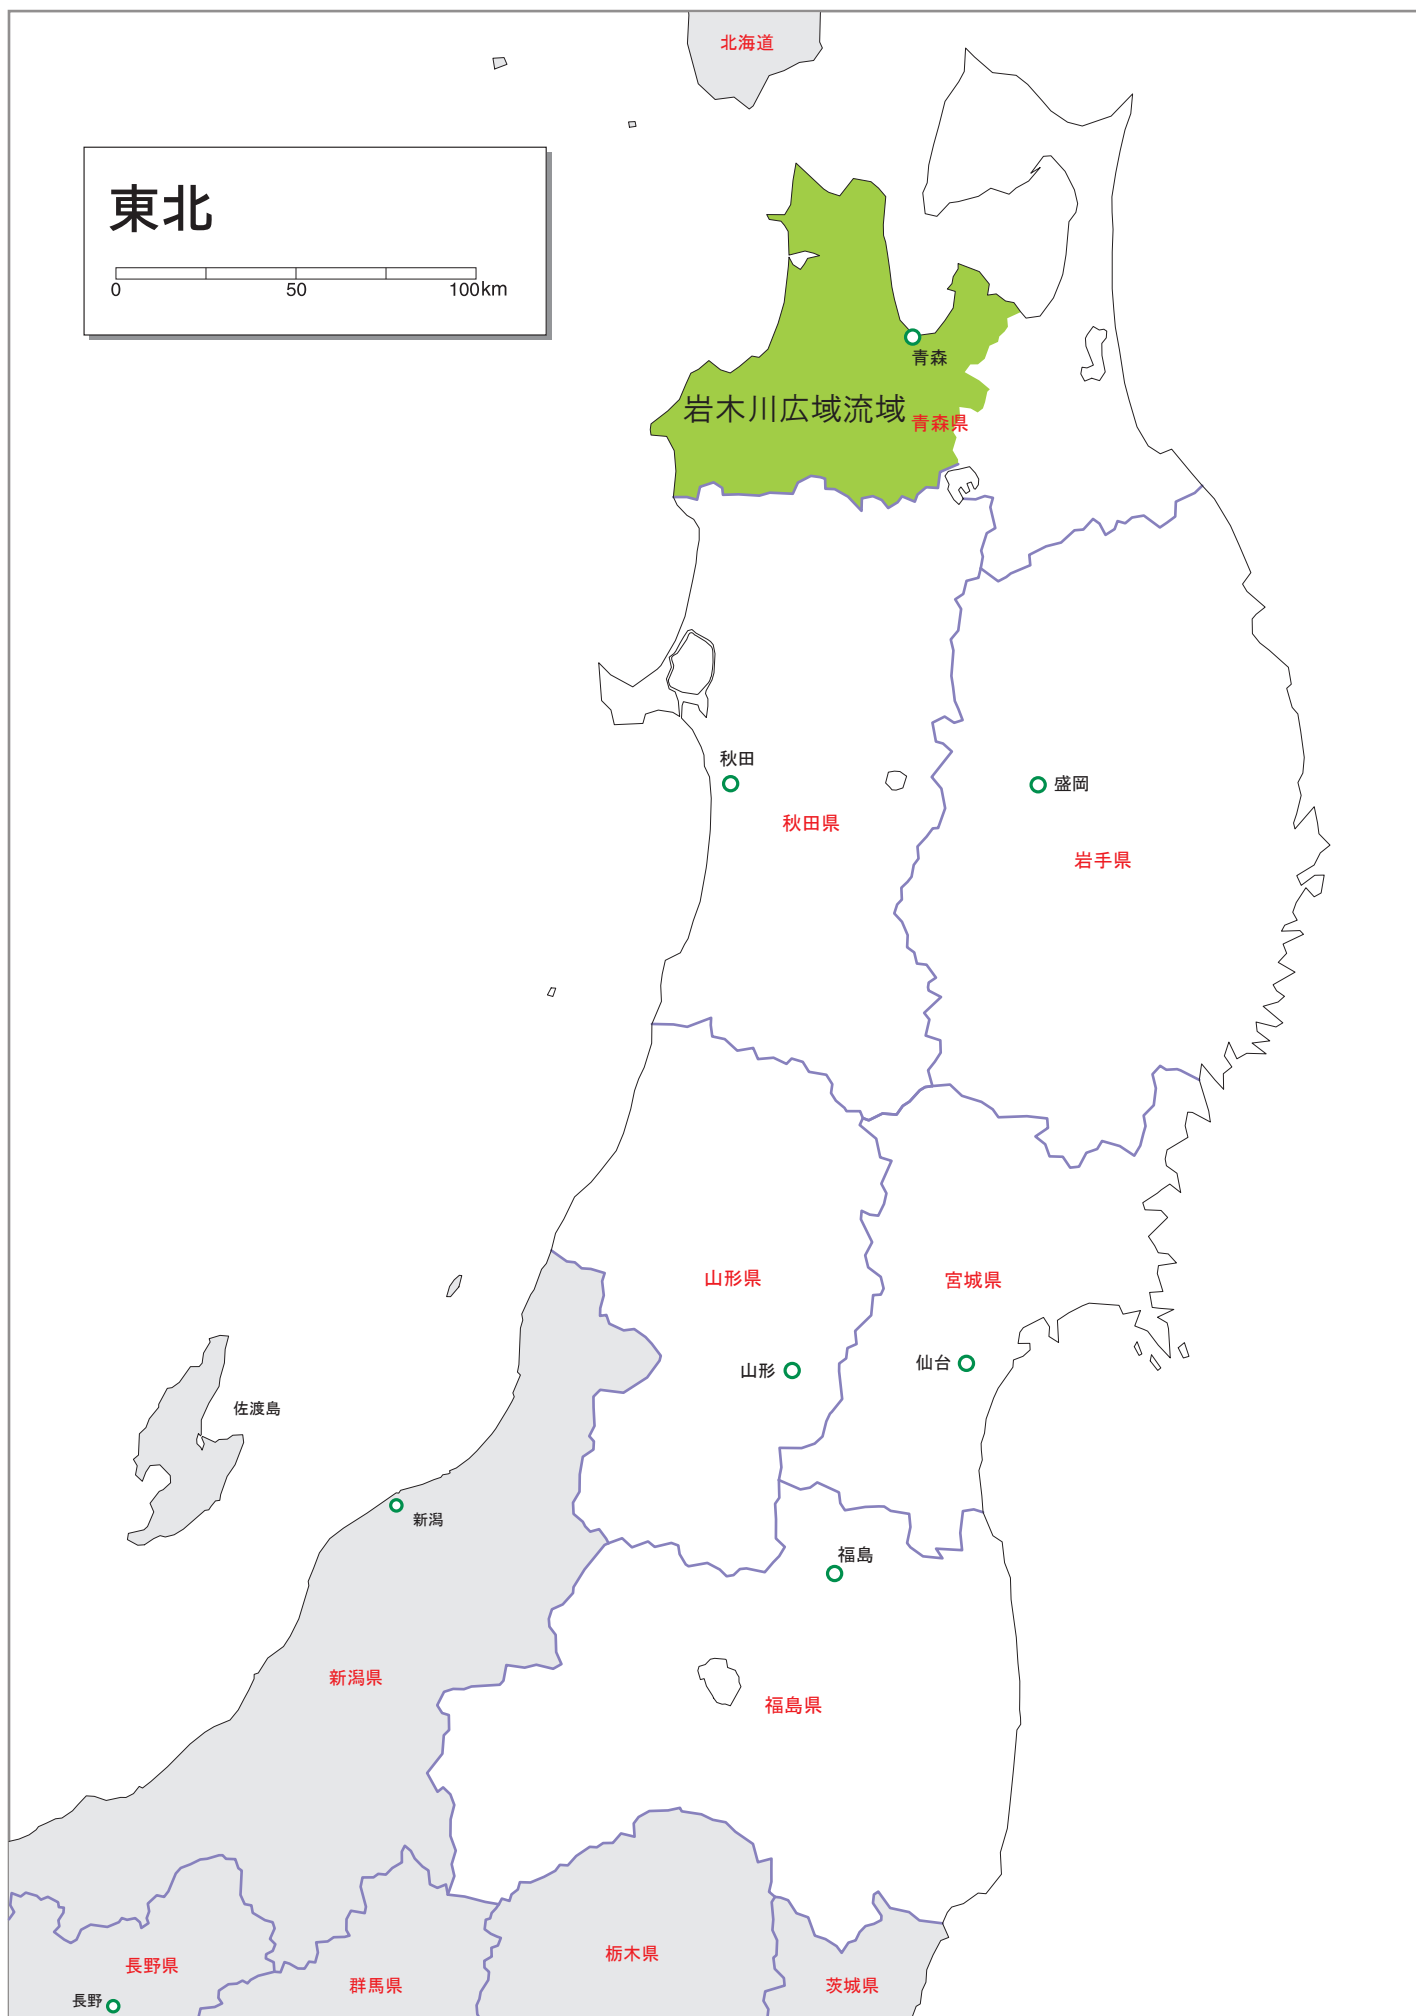 北海道
東北
0 50 100km
青森
岩木川広域流域
青森県
秋田
盛岡
秋田県
岩手県
山形県
宮城県
山形
仙台
佐渡島
新潟
福島
新潟県
福島県
栃木県
長野県
群馬県
茨城県
長野